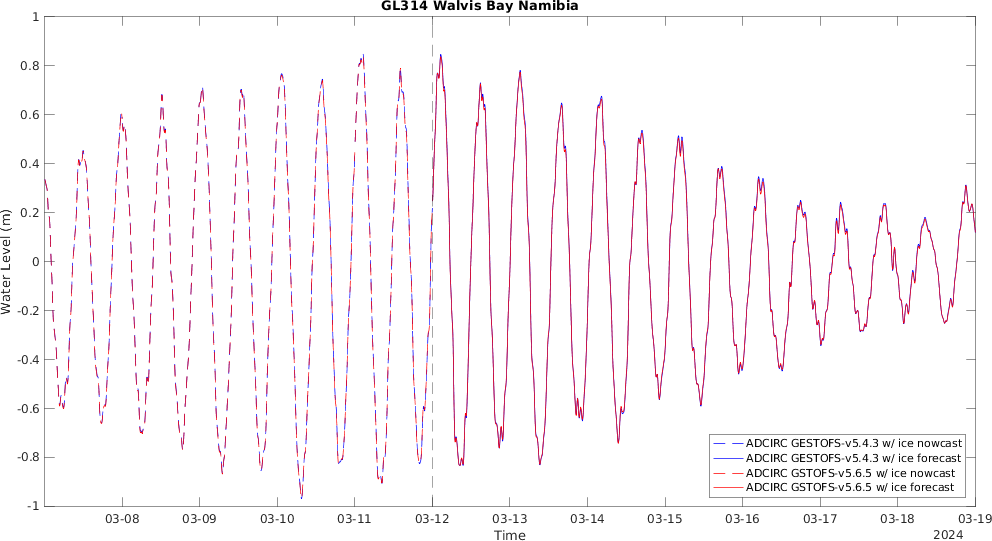 GL314 Walvis Bay Namibia
1
0.8
0.6
0.4
0.2
0
-0.2
-0.4
-0.6
-0.8
-1
Water Level (m)
ADCIRC GESTOFS-v5.4.3 w/ ice nowcast
ADCIRC GESTOFS-v5.4.3 w/ ice forecast
ADCIRC GSTOFS-v5.6.5 w/ ice nowcast
ADCIRC GSTOFS-v5.6.5 w/ ice forecast
03-08 03-09 03-10 03-11 03-12 03-13 03-14 03-15 03-16 03-17 03-18 03-19
Time 2024